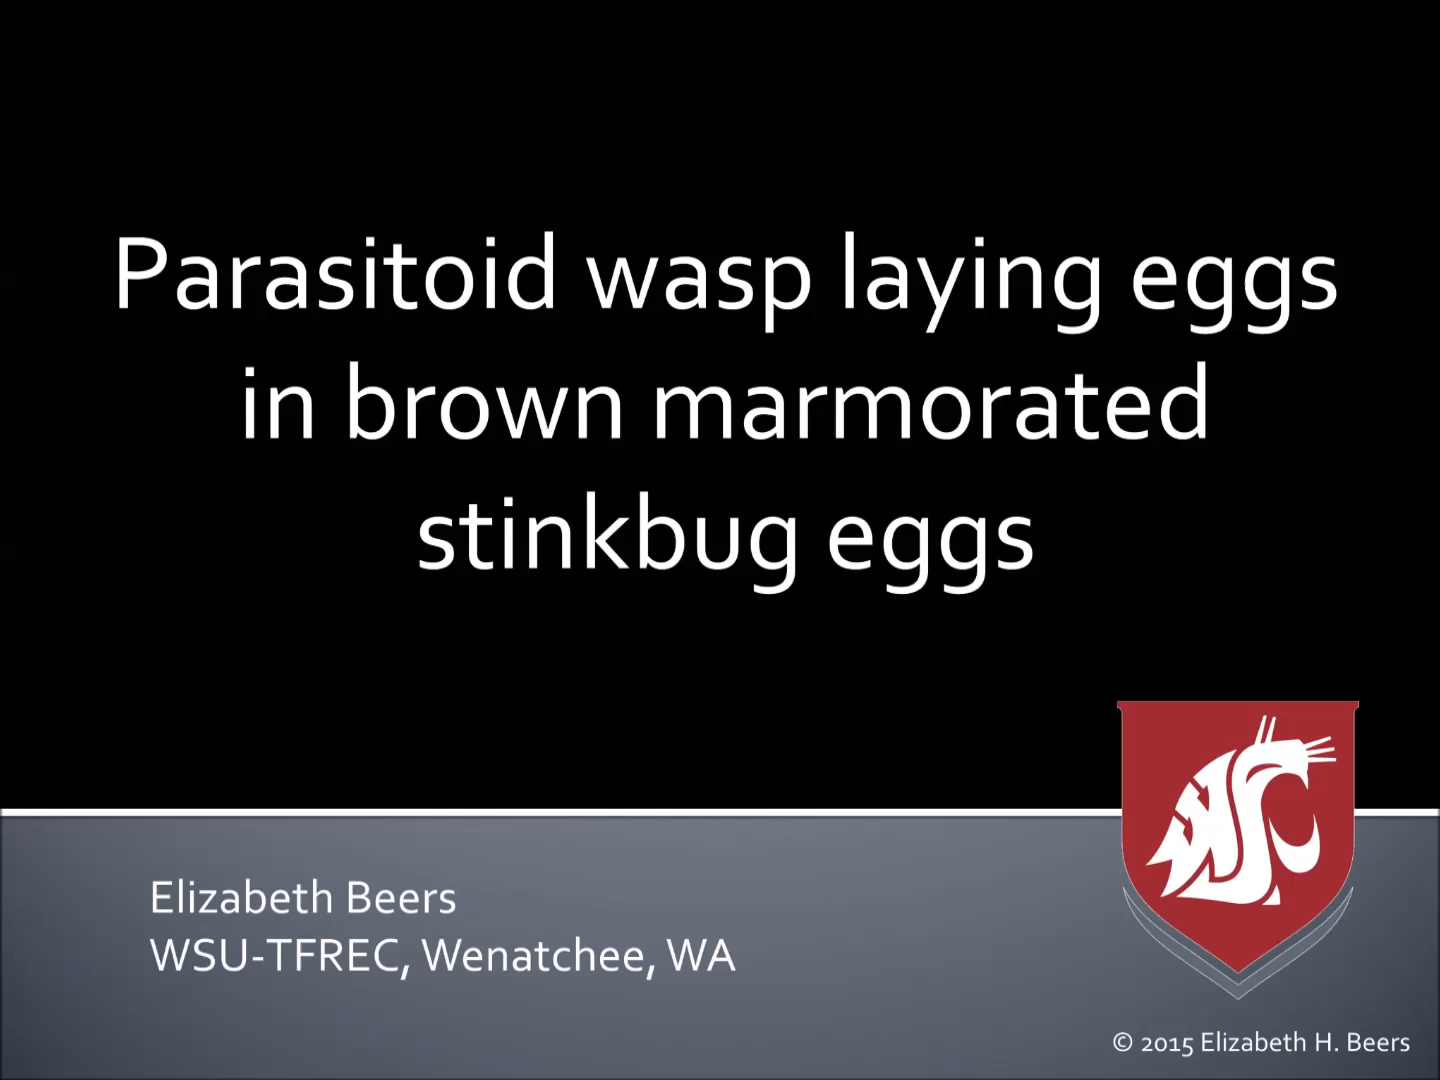 Parasitoid wasp laying eggs
in brown marmorated
stinkbug eggs
Elizabeth Beers
WSU-TFREC, Wenatchee, WA
© 2015 Elizabeth H. Beers